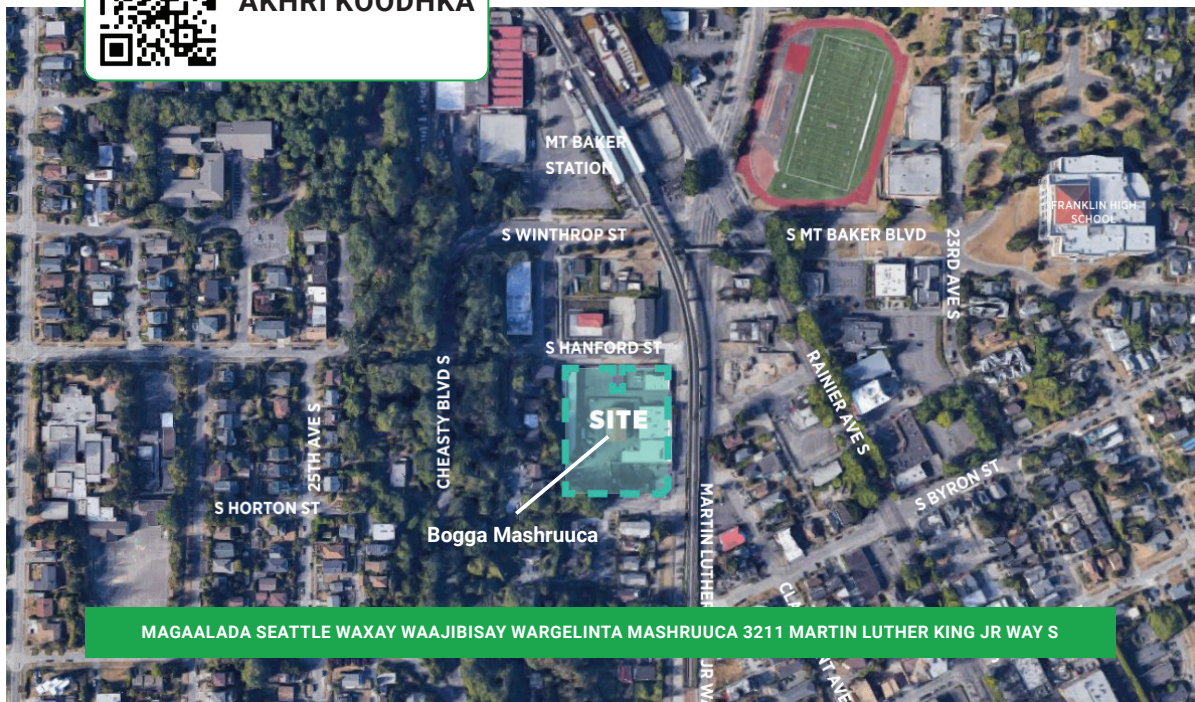 AKHRI KOODHKA
MT BAKER
STATION
FRANKLIN HIGH
SCHOOL
S WINTHROP ST
S MT BAKER BLVD
23RD AVE S
S HANFORD ST
RAINIER AVE S
CHEASTY BLVD S
25TH AVE S
SITE
S HORTON ST
S BYRON ST
Bogga Mashruuca
MARTIN LUTHER
MAGAALADA SEATTLE WAXAY WAAJIBISAY WARGELINTA MASHRUUCA 3211 MARTIN LUTHER KING JR WAY S